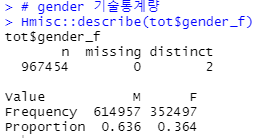 > # gender 기술통계량
> Hmisc::describe(tot$gender_f)
tot$gender_f
n missing distinct
967454 0 2
Value M F
Frequency 614957 352497
Proportion 0.636 0.364